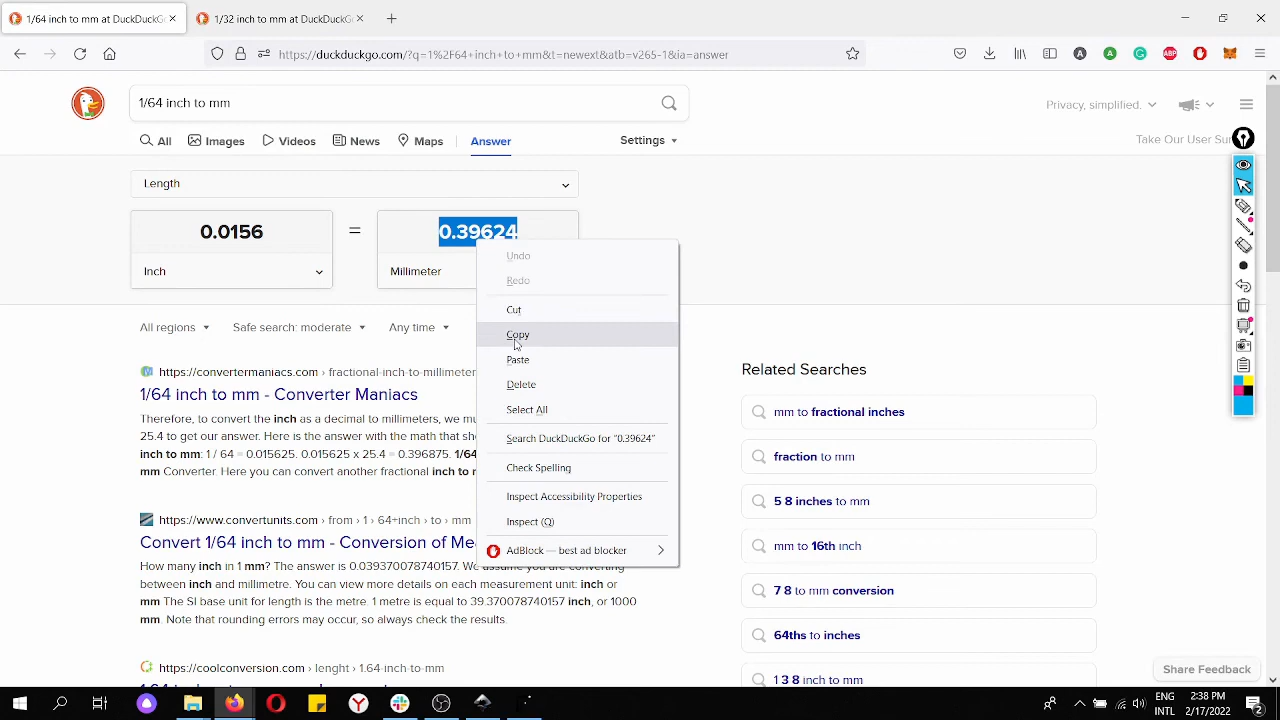 1/64 inch to mm at DuckDuckGo
1/32 inch to mm at DuckDuckGo
https://duckduckgo.com/?q=1%2F64+inch+to+mm&t=newext&atb=v265-1&ia=answer
1/64 inch to mm
Privacy, simplified.
All
Images
Videos
News
Maps
Answer
Settings
Take Our User Sur
Length
0.0156
=
0.39624
Inch
Millimeter
Undo
Redo
Cut
Copy
Paste
Delete
Select All
Search DuckDuckGo for "0.39624"
Check Spelling
Inspect Accessibility Properties
Inspect (Q)
AdBlock — best ad blocker
All regions
Safe search: moderate
Any time
https://convertermaniacs.com › fractional-inch-to-millimeter
1/64 inch to mm - Converter Maniacs
Therefore, to convert the inch as a decimal to millimeters, we mu
25.4 to get our answer. Here is the answer with the math that sho
inch to mm: 1 / 64 = 0.015625. 0.015625 x 25.4 = 0.396875. 1/64
mm Converter. Here you can convert another fractional inch to m
https://www.convertunits.com › from › 1 › 64+inch › to › mm
Convert 1/64 inch to mm - Conversion of Me
How many inch in 1 mm? The answer is 0.03937007874 0157. We assume you are converting
between inch and millimetre. You can view more details on each measurement unit: inch or
mm The SI base unit for length is the metre. 1 metre is equal to 39.370078740157 inch, or 1000
mm. Note that rounding errors may occur, so always check the results.
https://coolconversion.com › lenght › 1.64-inch-to-mm
Related Searches
mm to fractional inches
fraction to mm
5 8 inches to mm
mm to 16th inch
7 8 to mm conversion
64ths to inches
1 3 8 inch to mm
Share Feedback
ENG
INTL
2:38 PM
2/17/2022
2